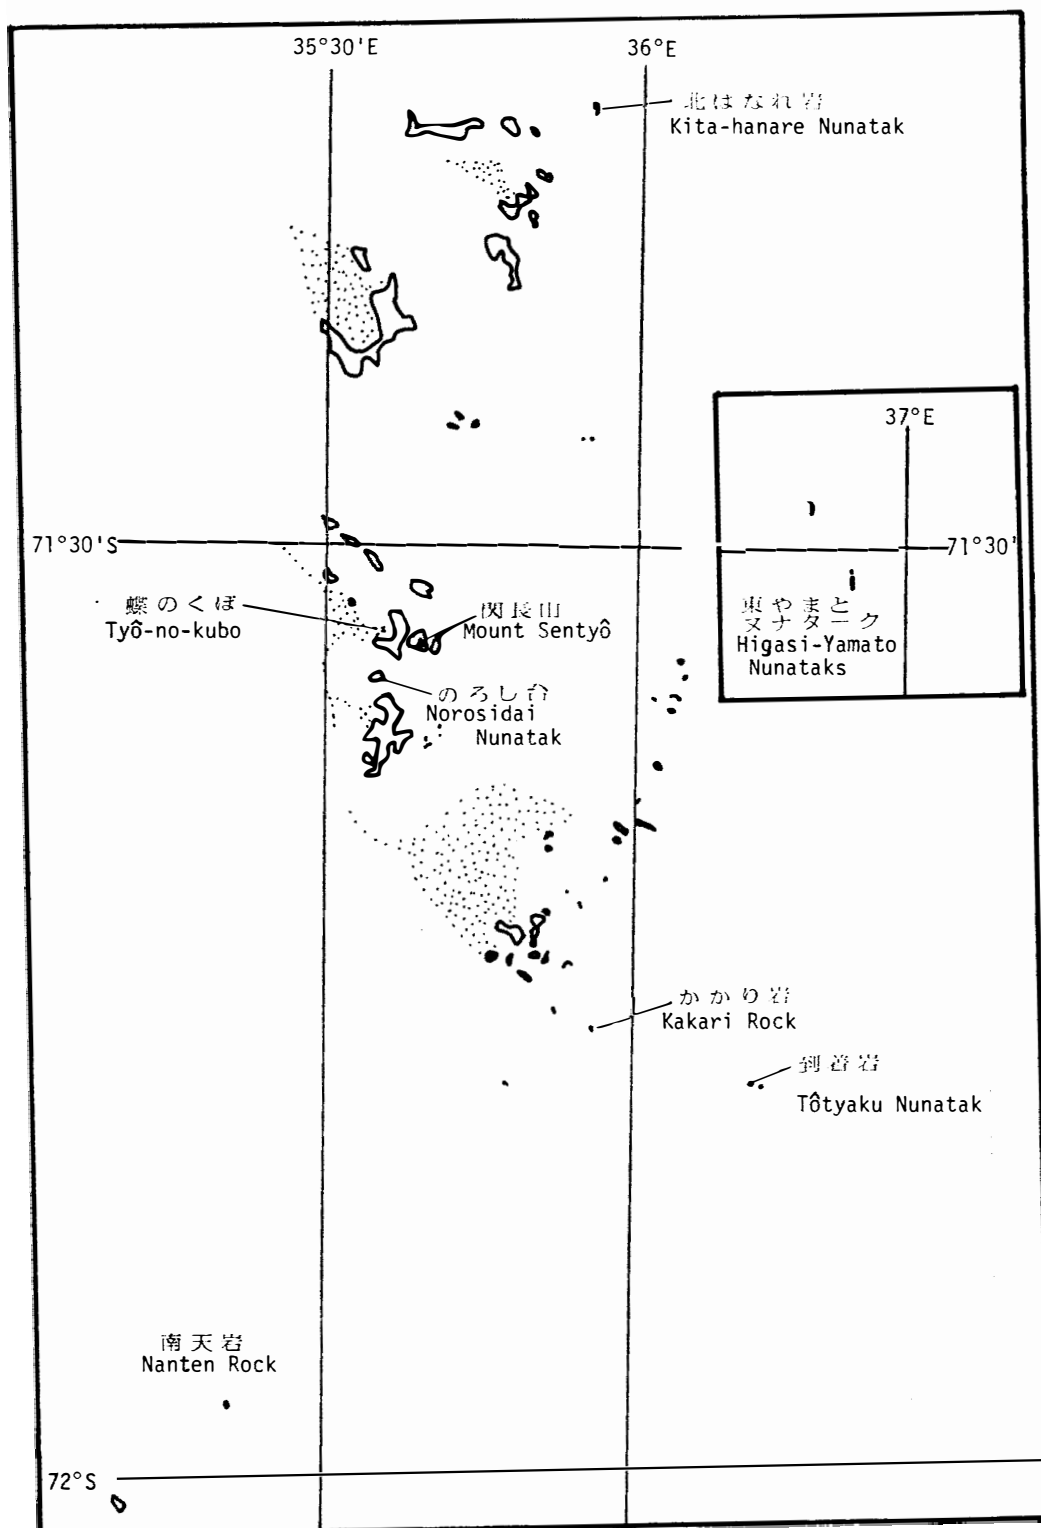 35°30'E
36°E
北はなれ岩
Kita-hanare Nunatak
37°E
71°30'S
71°30'
蝶のくぼ
Tyô-no-kubo
関長山
Mount Sentyô
東やまと
ヌナターク
Higasi-Yamato
Nunataks
のろし台
Norosidai
Nunatak
かかり岩
Kakari Rock
到着岩
Tôtyaku Nunatak
南天岩
Nanten Rock
72°S